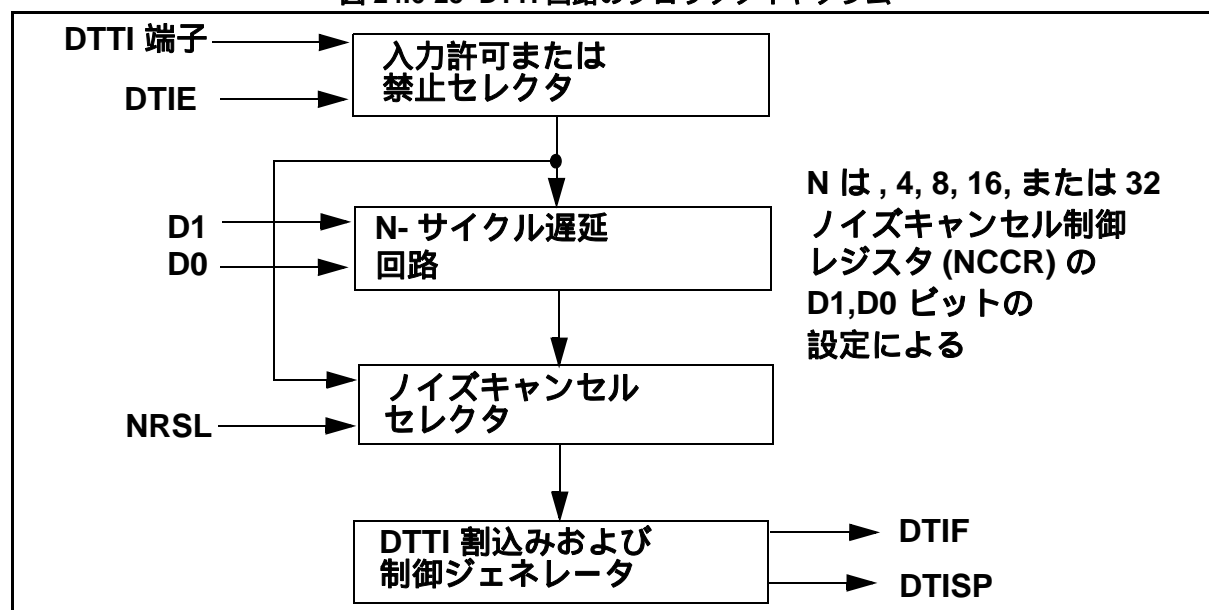 DTTI 端子
入力許可または
禁止セレクタ
DTIE
N は , 4, 8, 16, または 32
ノイズキャンセル制御
レジスタ (NCCR) の
D1,D0 ビットの
設定による
D1
N- サイクル遅延
D0
回路
ノイズキャンセル
セレクタ
NRSL
DTTI 割込みおよび
制御ジェネレータ
DTIF
DTISP